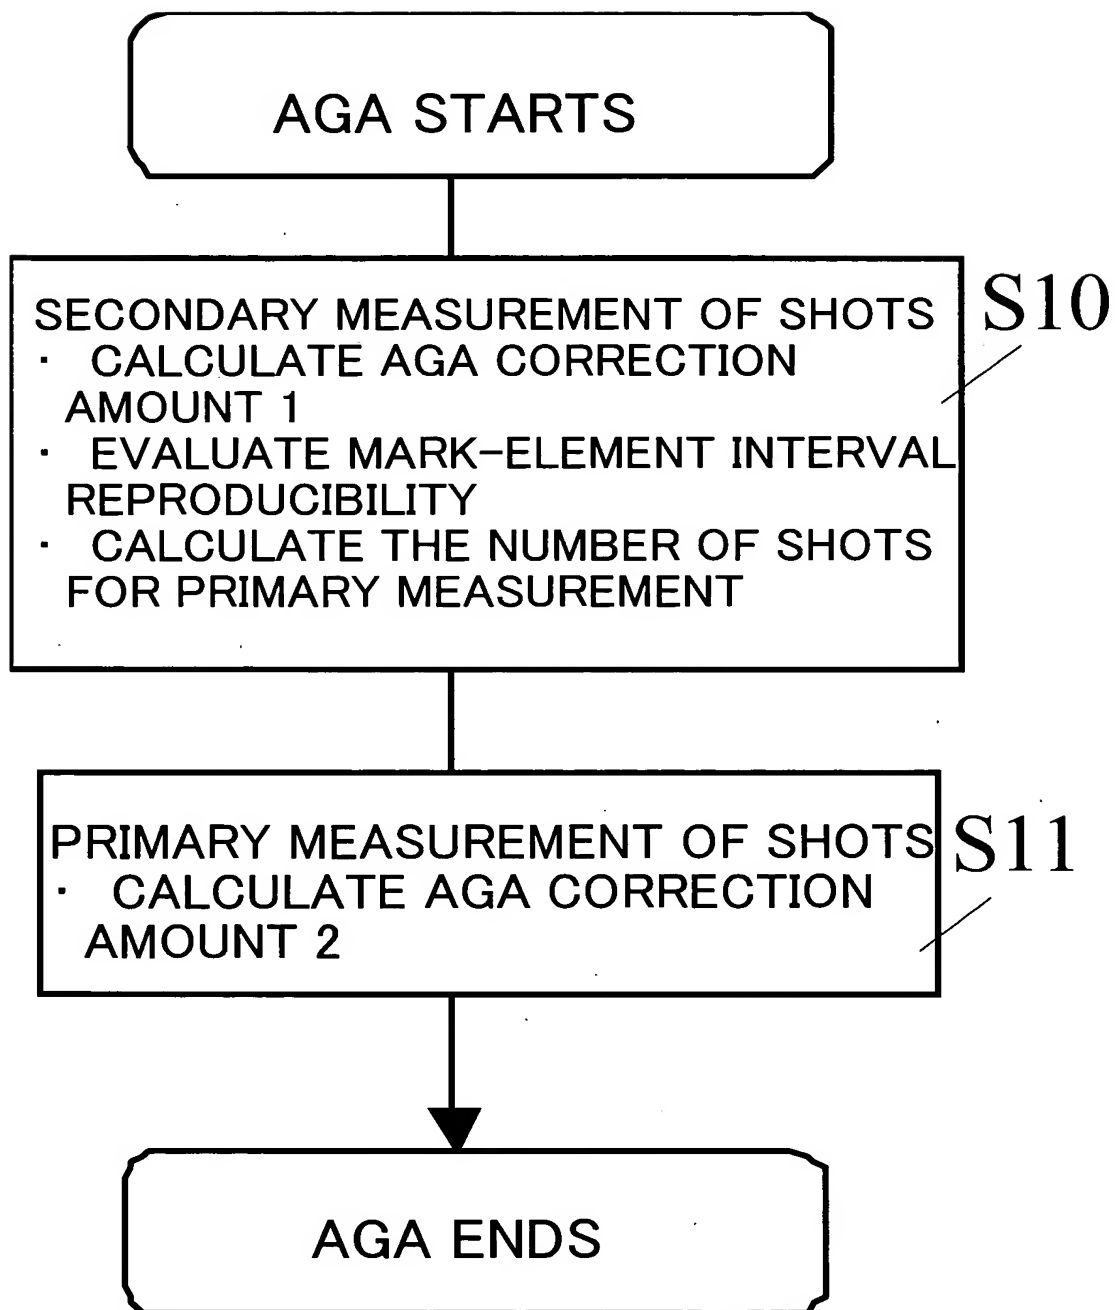 AGA STARTS
SECONDARY MEASUREMENT OF SHOTS
S10
· CALCULATE AGA CORRECTION
AMOUNT 1
· EVALUATE MARK-ELEMENT INTERVAL
REPRODUCIBILITY
· CALCULATE THE NUMBER OF SHOTS
FOR PRIMARY MEASUREMENT
PRIMARY MEASUREMENT OF SHOTS
S11
· CALCULATE AGA CORRECTION
AMOUNT 2
AGA ENDS